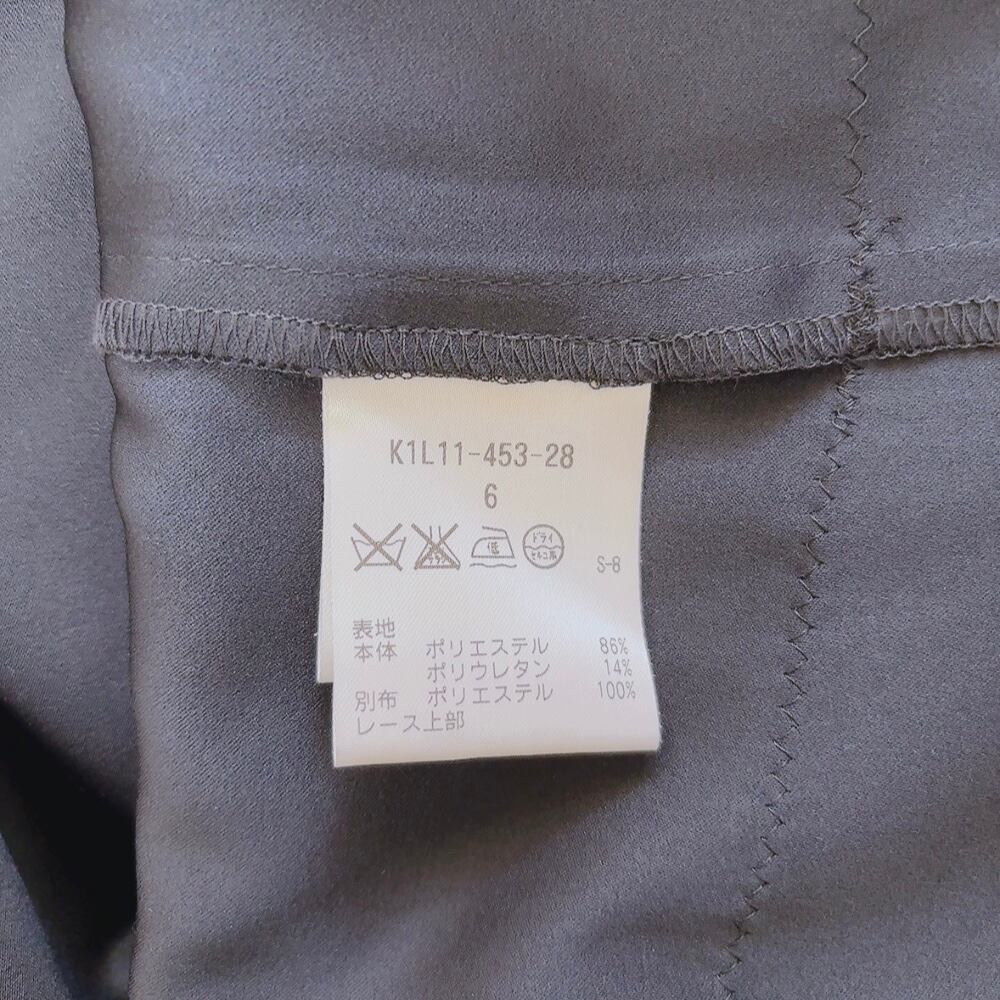 K1L11-453-28
6
低 ドライ
セキユ系
S-8
表地
本体 ポリエステル 86%
ポリウレタン 14%
別布 ポリエステル 100%
レース上部